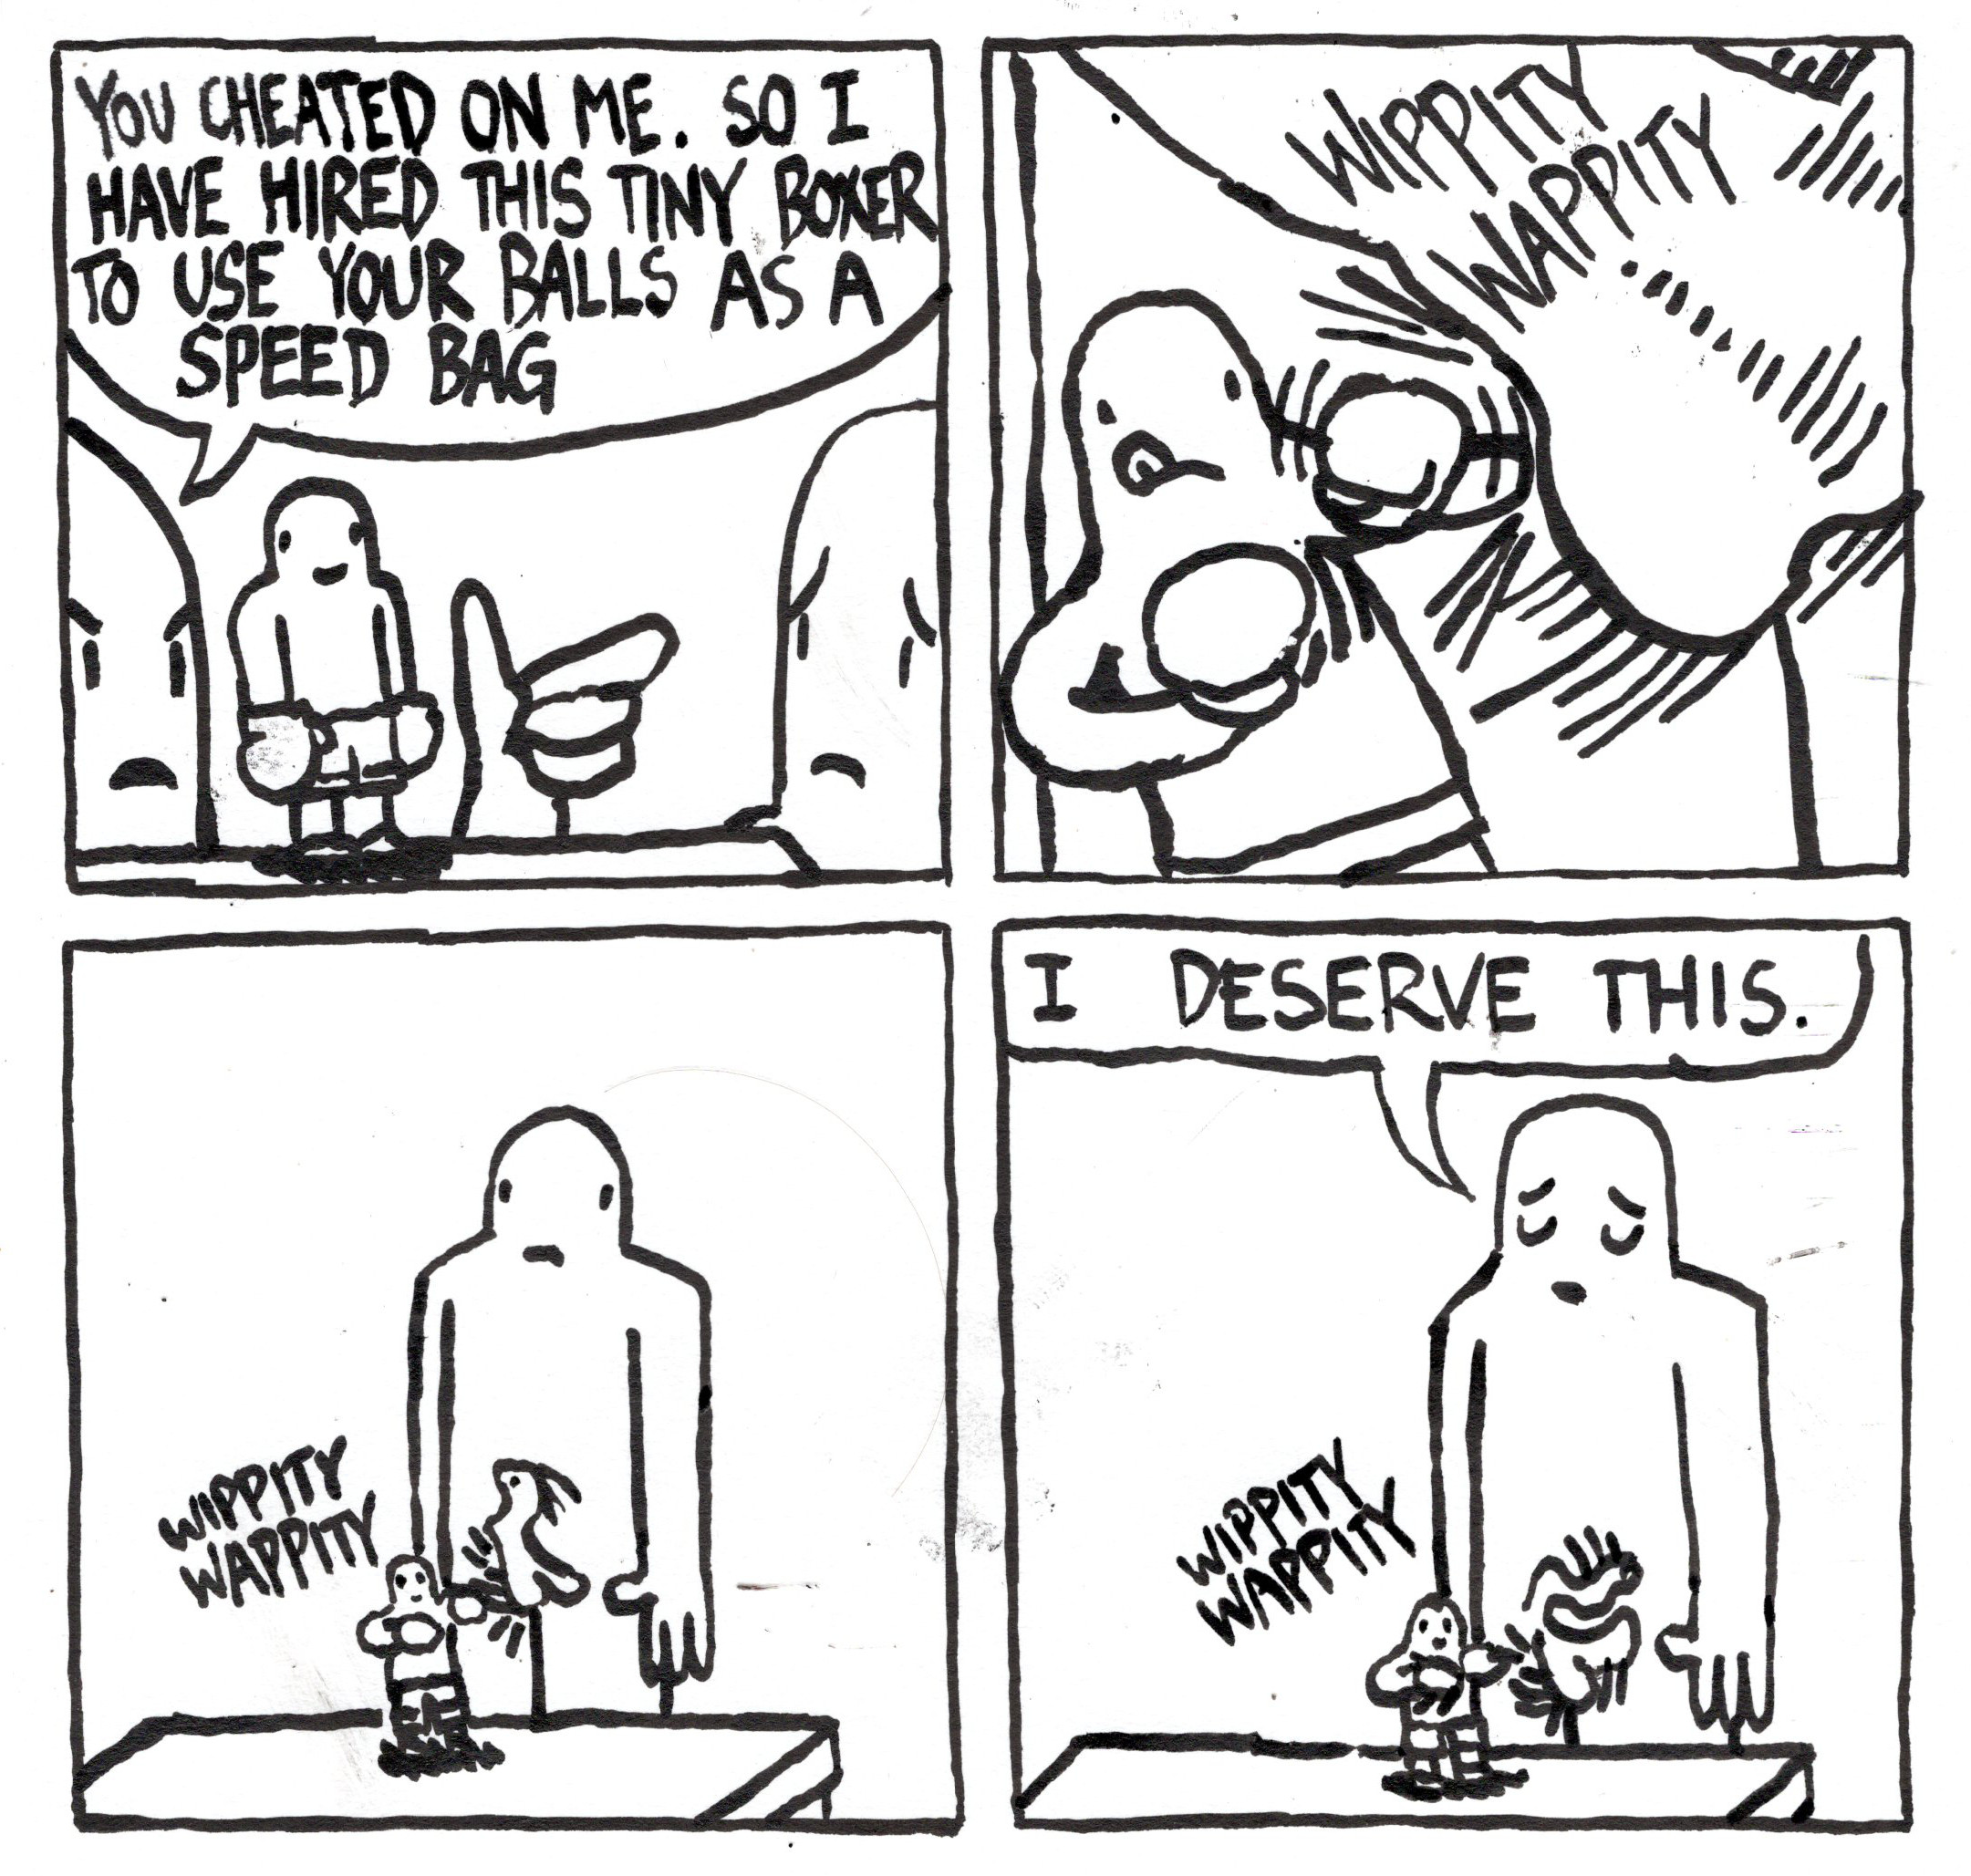 YOU CHEATED ON ME. SO I
HAVE HIRED THIS TINY BOXER
TO USE YOUR BALLS AS A
SPEED BAG
WIPPITY
WAPPITY
WIPPITY
WAPPITY
I DESERVE THIS.
WIPPITY
WAPPITY